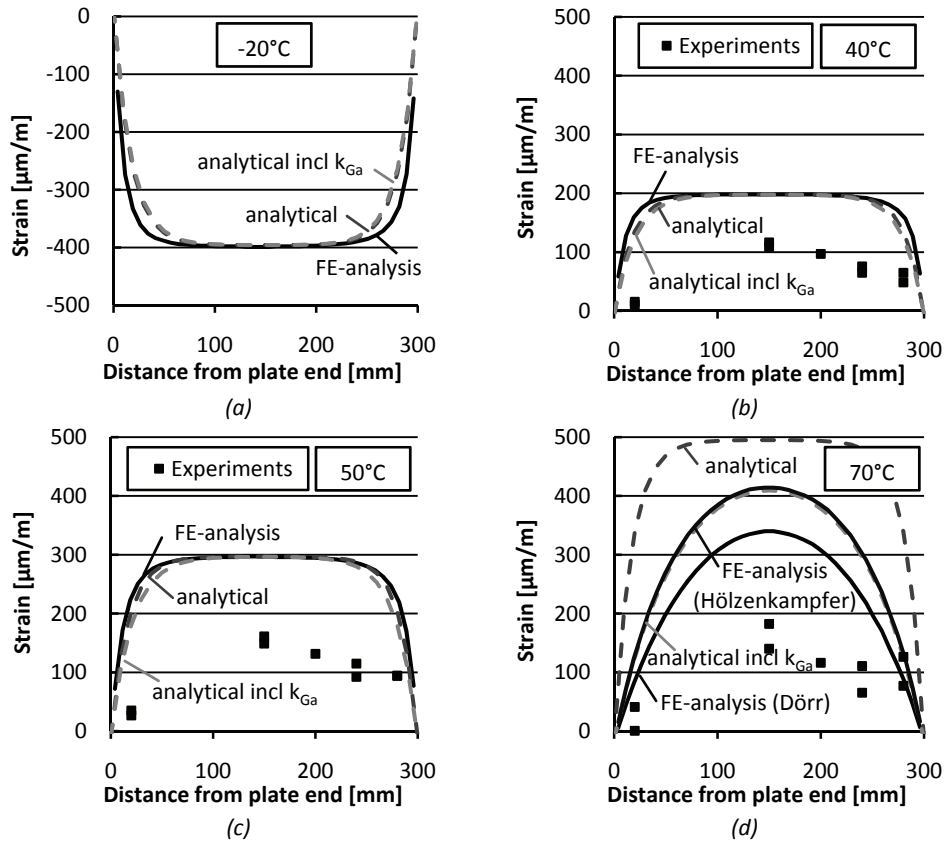 0
-100
-200
-300
-400
-500
Strain [µm/m]
-20°C
analytical incl kGa
analytical
FE-analysis
0
100
200
300
Distance from plate end [mm]
(a)
500
400
300
200
100
0
Strain [µm/m]
Experiments
40°C
FE-analysis
analytical
analytical incl kGa
0
100
200
300
Distance from plate end [mm]
(b)
500
400
300
200
100
0
Strain [µm/m]
Experiments
50°C
FE-analysis
analytical
analytical incl kGa
0
100
200
300
Distance from plate end [mm]
(c)
500
400
300
200
100
0
Strain [µm/m]
analytical
70°C
FE-analysis
(Hölzenkampfer)
analytical incl kGa
FE-analysis (Dörr)
0
100
200
300
Distance from plate end [mm]
(d)